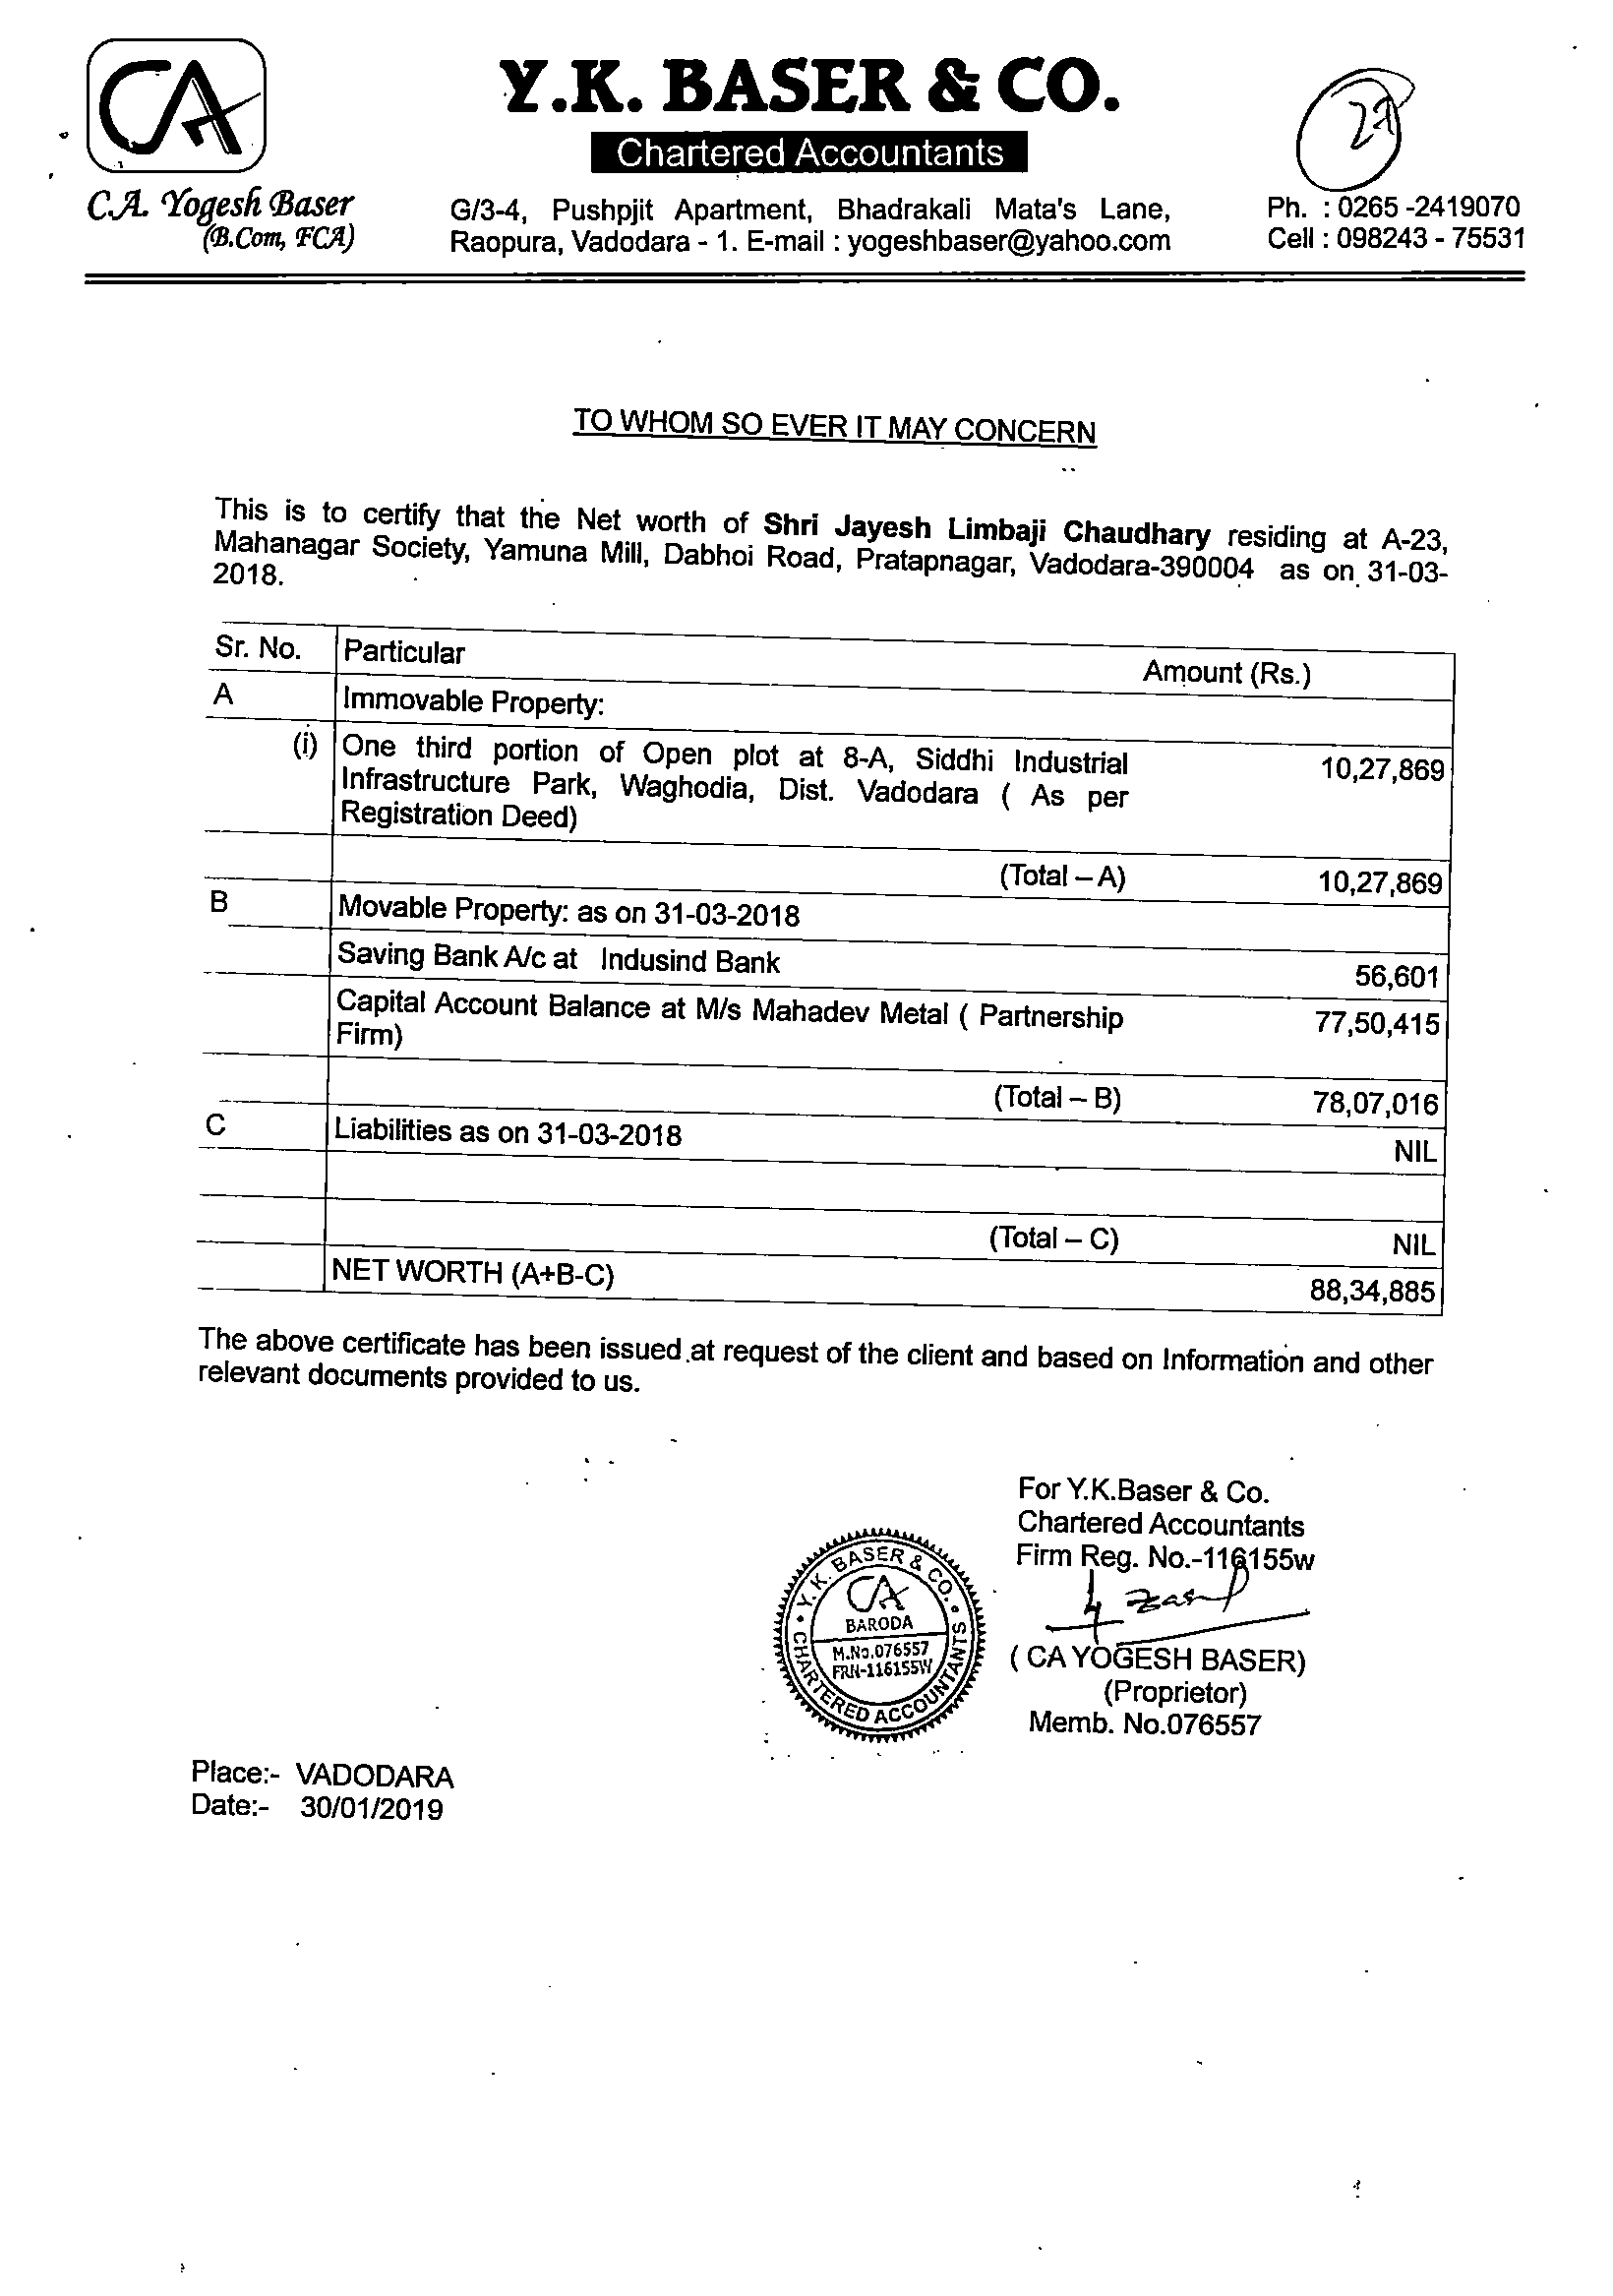 CA
Y.K. BASER & CO.
Chartered Accountants
C.A. Yogesh Baser
(B.Com, FCA)
G/3-4, Pushpjit Apartment, Bhadrakali Mata's Lane,
Raopura, Vadodara - 1. E-mail : yogeshbaser@yahoo.com
Ph. : 0265 -2419070
Cell : 098243 - 75531
TO WHOM SO EVER IT MAY CONCERN
This is to certify that the Net worth of Shri Jayesh Limbaji Chaudhary residing at A-23,
Mahanagar Society, Yamuna Mill, Dabhoi Road, Pratapnagar, Vadodara-390004 as on 31-03-
2018.
Sr. No. Particular Amount (Rs.)
A Immovable Property:
(i) One third portion of Open plot at 8-A, Siddhi Industrial 10,27,869
Infrastructure Park, Waghodia, Dist. Vadodara ( As per
Registration Deed)
(Total – A) 10,27,869
B Movable Property: as on 31-03-2018
Saving Bank A/c at Indusind Bank 56,601
Capital Account Balance at M/s Mahadev Metal ( Partnership 77,50,415
Firm)
(Total – B) 78,07,016
C Liabilities as on 31-03-2018 NIL
(Total – C) NIL
NET WORTH (A+B-C) 88,34,885
The above certificate has been issued at request of the client and based on Information and other
relevant documents provided to us.
For Y.K.Baser & Co.
Chartered Accountants
Firm Reg. No.-116155w
Y. K. BASER & CO.
CA
BARODA
M.No.076557
FRN-116155W
CHARTERED ACCOUNTANTS
( CA YOGESH BASER)
(Proprietor)
Memb. No.076557
Place:- VADODARA
Date:- 30/01/2019